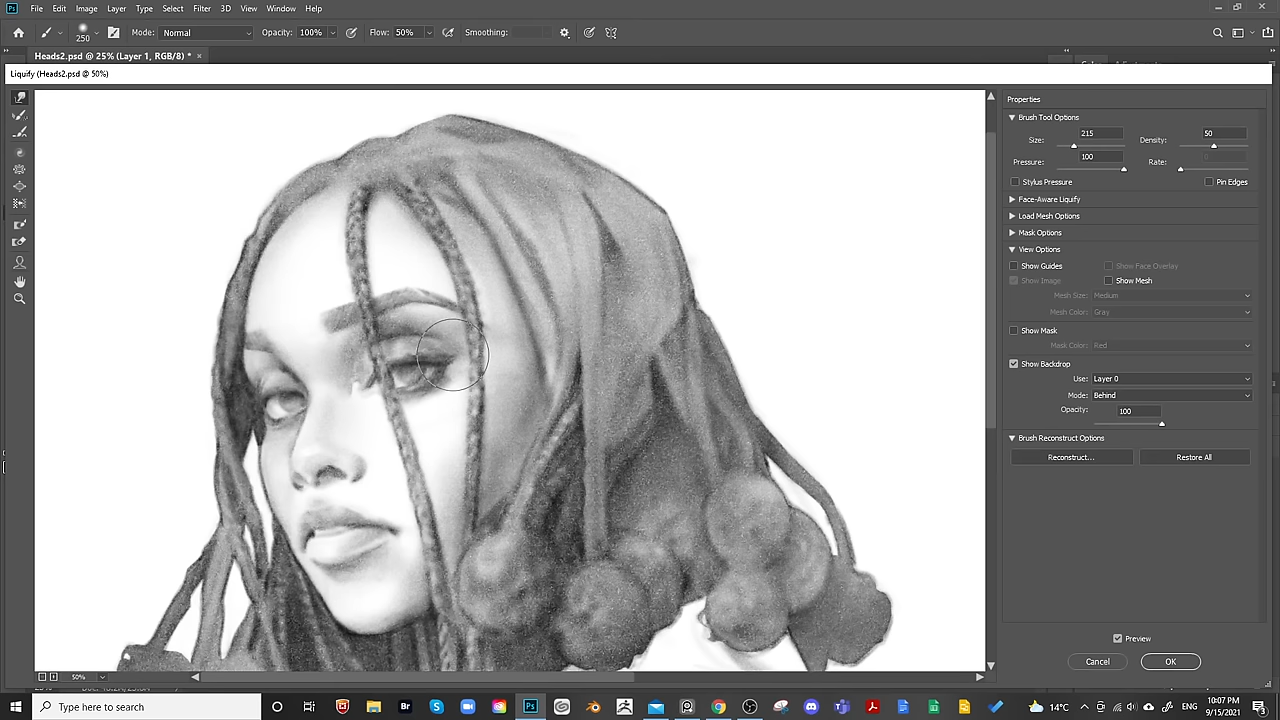 Ps File Edit Image Layer Type Select Filter 3D View Window Help
250 Mode: Normal Opacity: 100% Flow: 50% Smoothing:
Heads2.psd @ 25% (Layer 1, RGB/8) * ×
Liquify (Heads2.psd @ 50%)
Properties
Brush Tool Options
Size: 215 Density: 50
Pressure: 100 Rate: 0
Stylus Pressure Pin Edges
Face-Aware Liquify
Load Mesh Options
Mask Options
View Options
Show Guides Show Face Overlay
Show Image Show Mesh
Mesh Size: Medium
Mesh Color: Gray
Show Mask
Mask Color: Red
Show Backdrop
Use: Layer 0
Mode: Behind
Opacity: 100
Brush Reconstruct Options
Reconstruct... Restore All
Preview
Cancel OK
50%
Type here to search
Br
Ps
14°C
10:07 PM
9/15/2021